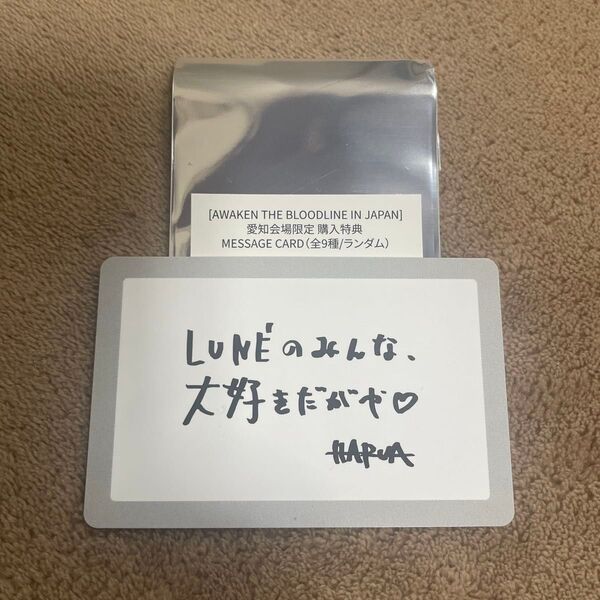 [AWAKEN THE BLOODLINE IN JAPAN]
愛知会場限定 購入特典
MESSAGE CARD（全9種/ランダム）
LUNÉのみんな、
大好きだがや♡
HARUA